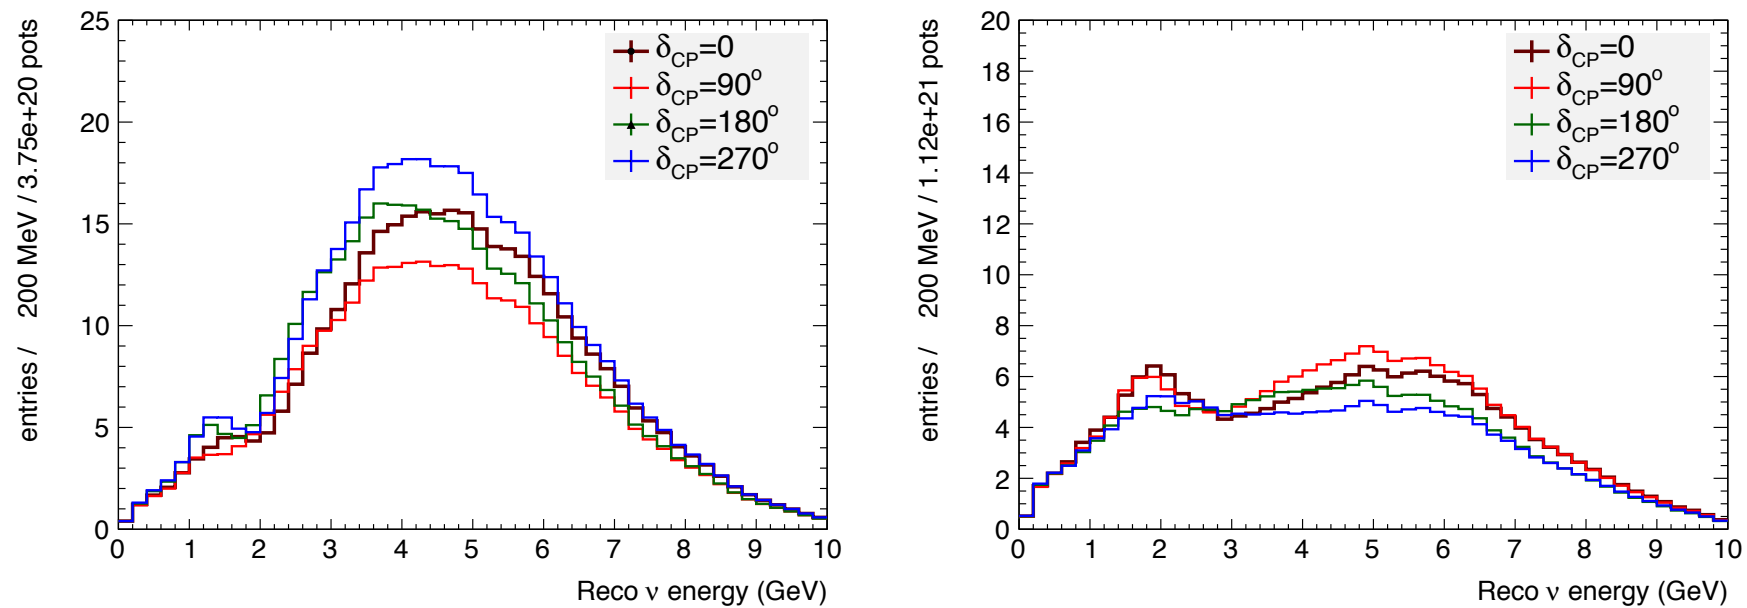 entries / 200 MeV / 3.75e+20 pots
25
20
15
10
5
0
δCP=0
δCP=90°
δCP=180°
δCP=270°
0 1 2 3 4 5 6 7 8 9 10
Reco ν energy (GeV)
entries / 200 MeV / 1.12e+21 pots
20
18
16
14
12
10
8
6
4
2
0
δCP=0
δCP=90°
δCP=180°
δCP=270°
0 1 2 3 4 5 6 7 8 9 10
Reco ν energy (GeV)